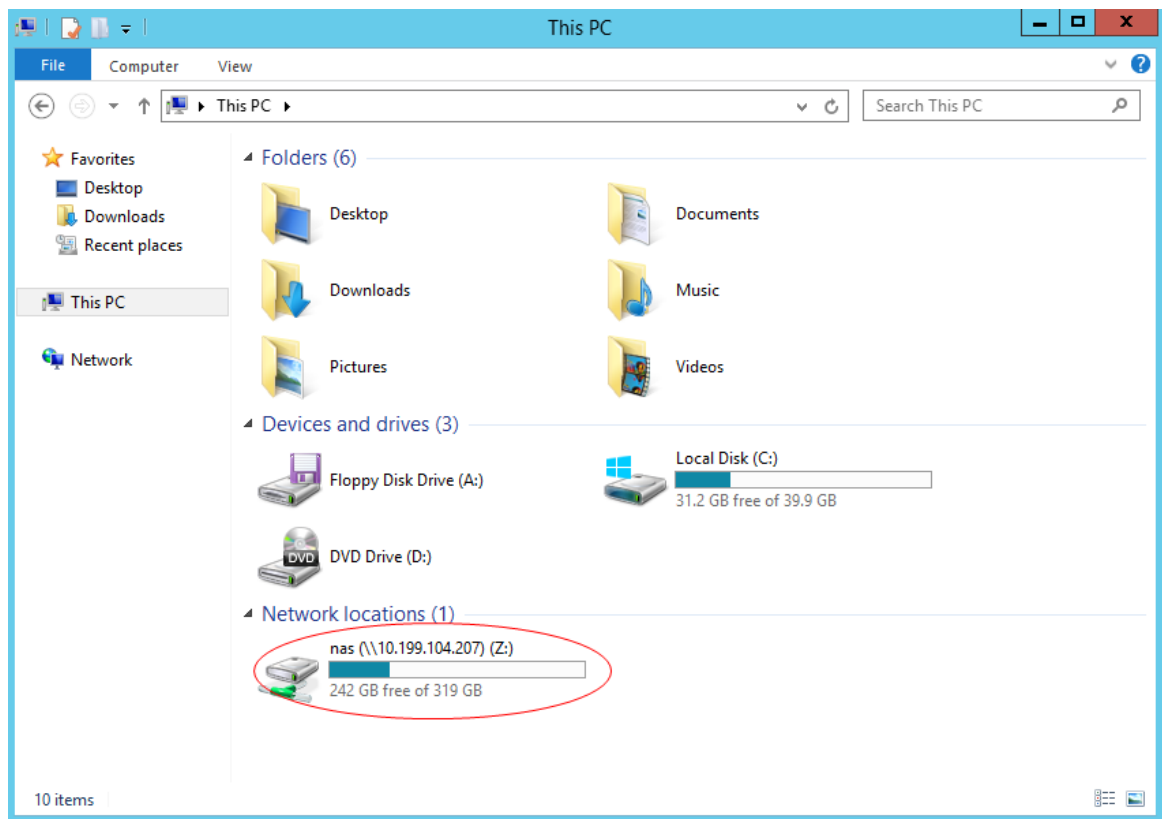 This PC
File Computer View
This PC
Search This PC
Favorites
Desktop
Downloads
Recent places
This PC
Network
Folders (6)
Desktop
Documents
Downloads
Music
Pictures
Videos
Devices and drives (3)
Floppy Disk Drive (A:)
Local Disk (C:)
31.2 GB free of 39.9 GB
DVD
DVD Drive (D:)
Network locations (1)
nas (\\10.199.104.207) (Z:)
242 GB free of 319 GB
10 items